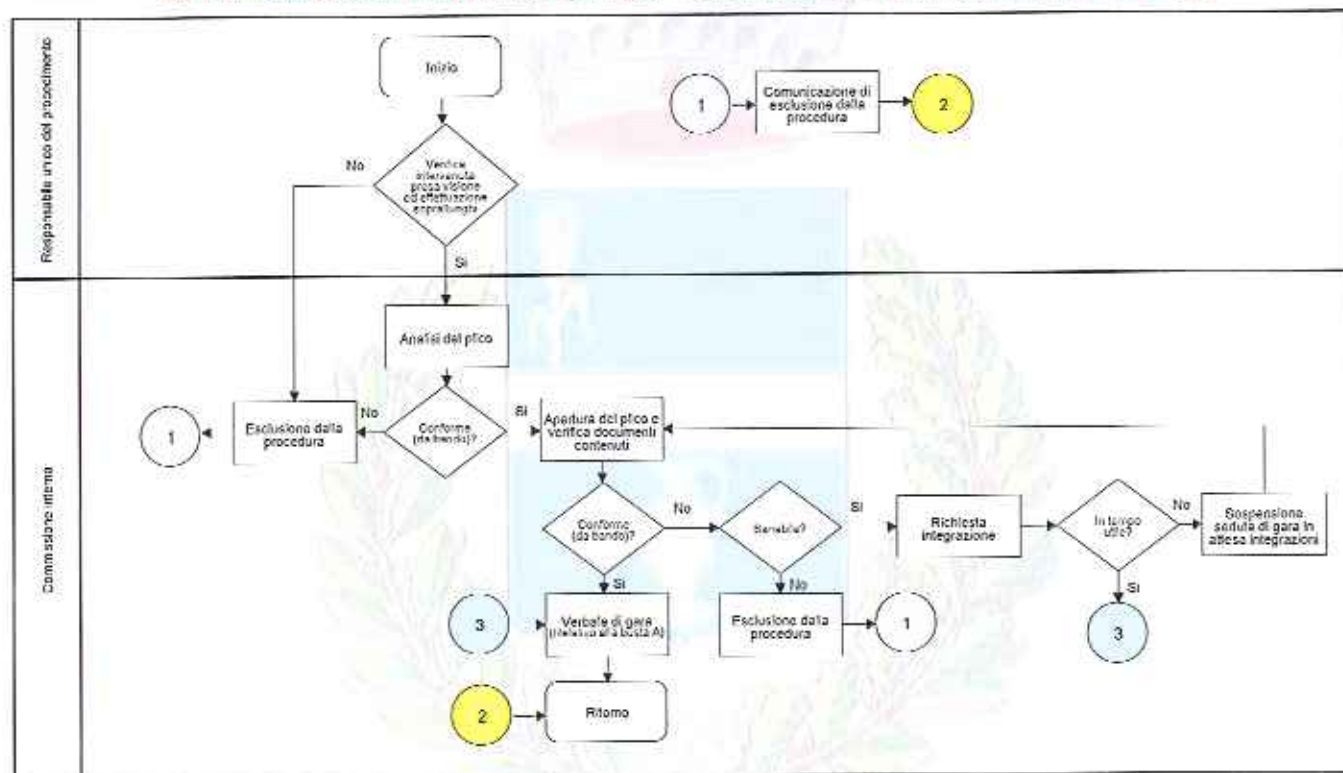 Responsabile unico del procedimento
Inizio
1
Comunicazione di
esclusione dalla
procedura
2
No
Verifica
intervenuta
presa visione
ed effettuazione
Si
Commissione interna
Analisi del plico
1
Esclusione dalla
procedura
No
Conforme
(da bando)?
Si
Apertura del plico e
verifica documenti
contenuti
Conforme
(da bando)?
No
Sanabile?
Si
Richiesta
integrazione
In tempo
utile?
No
Sospensione
seduta di gara in
attesa integrazioni
Si
No
Si
3
Verbale di gara
(Relativo alla busta A)
Esclusione dalla
procedura
1
3
2
Ritorno